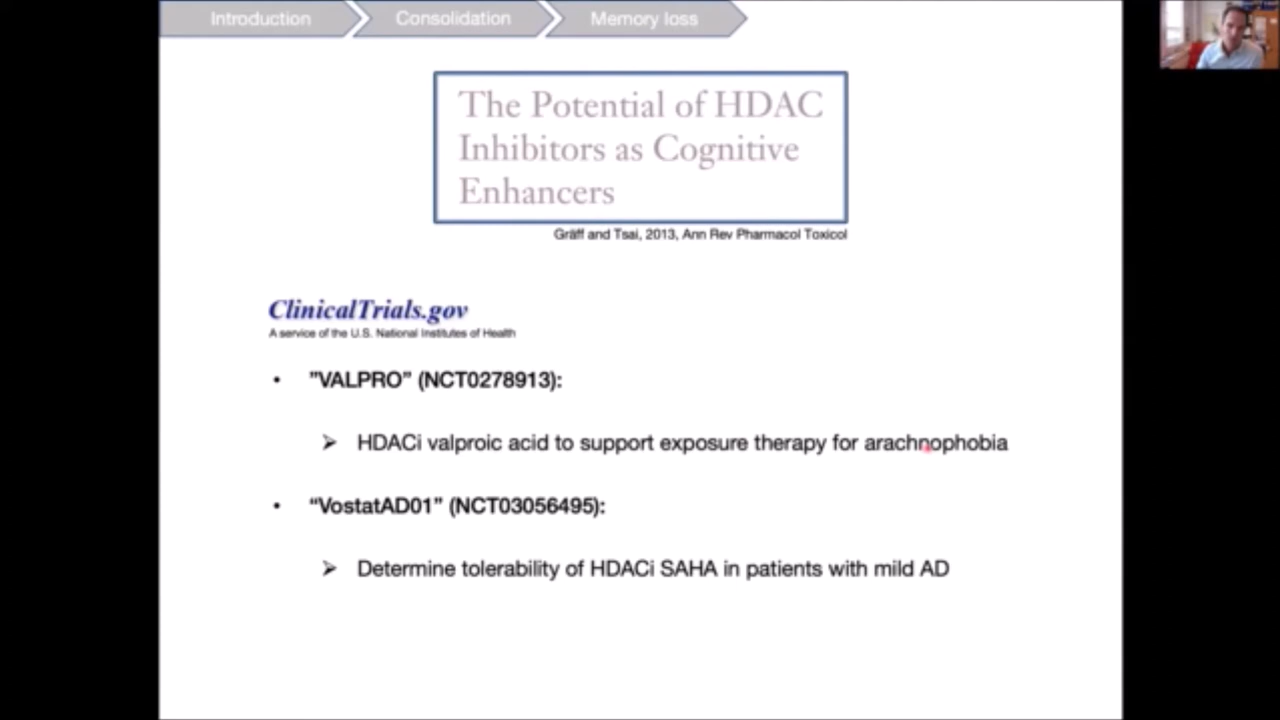 Introduction
Consolidation
Memory loss
The Potential of HDAC
Inhibitors as Cognitive
Enhancers
Gräff and Tsai, 2013, Ann Rev Pharmacol Toxicol
ClinicalTrials.gov
A service of the U.S. National Institutes of Health
• ”VALPRO” (NCT0278913):
➢ HDACi valproic acid to support exposure therapy for arachnophobia
• “VostatAD01” (NCT03056495):
➢ Determine tolerability of HDACi SAHA in patients with mild AD